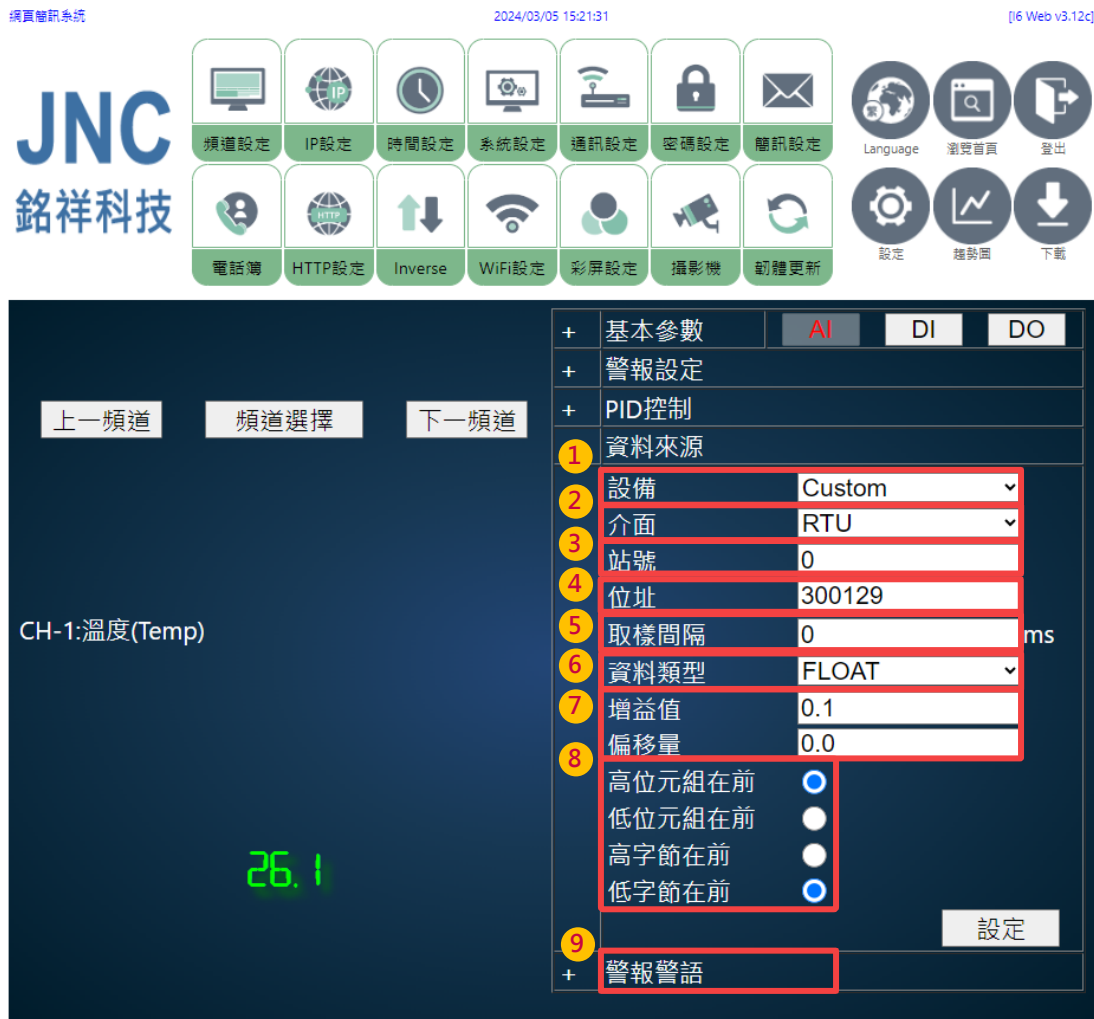 網頁簡訊系統 2024/03/05 15:21:31 [I6 Web v3.12c]
JNC
銘祥科技
頻道設定 IP設定 時間設定 系統設定 通訊設定 密碼設定 簡訊設定
IP
Language 瀏覽首頁 登出
HTTP
電話簿 HTTP設定 Inverse WiFi設定 彩屏設定 攝影機 韌體更新
設定 趨勢圖 下載
+ 基本參數 AI DI DO
+ 警報設定
上一頻道 頻道選擇 下一頻道
+ PID控制
1 資料來源
2 設備 Custom
介面 RTU
3 站號 0
4 位址 300129
CH-1:溫度(Temp)
5 取樣間隔 0 ms
6 資料類型 FLOAT
7 增益值 0.1
偏移量 0.0
8 高位元組在前
低位元組在前
高字節在前
26.1
低字節在前
設定
9
+ 警報警語